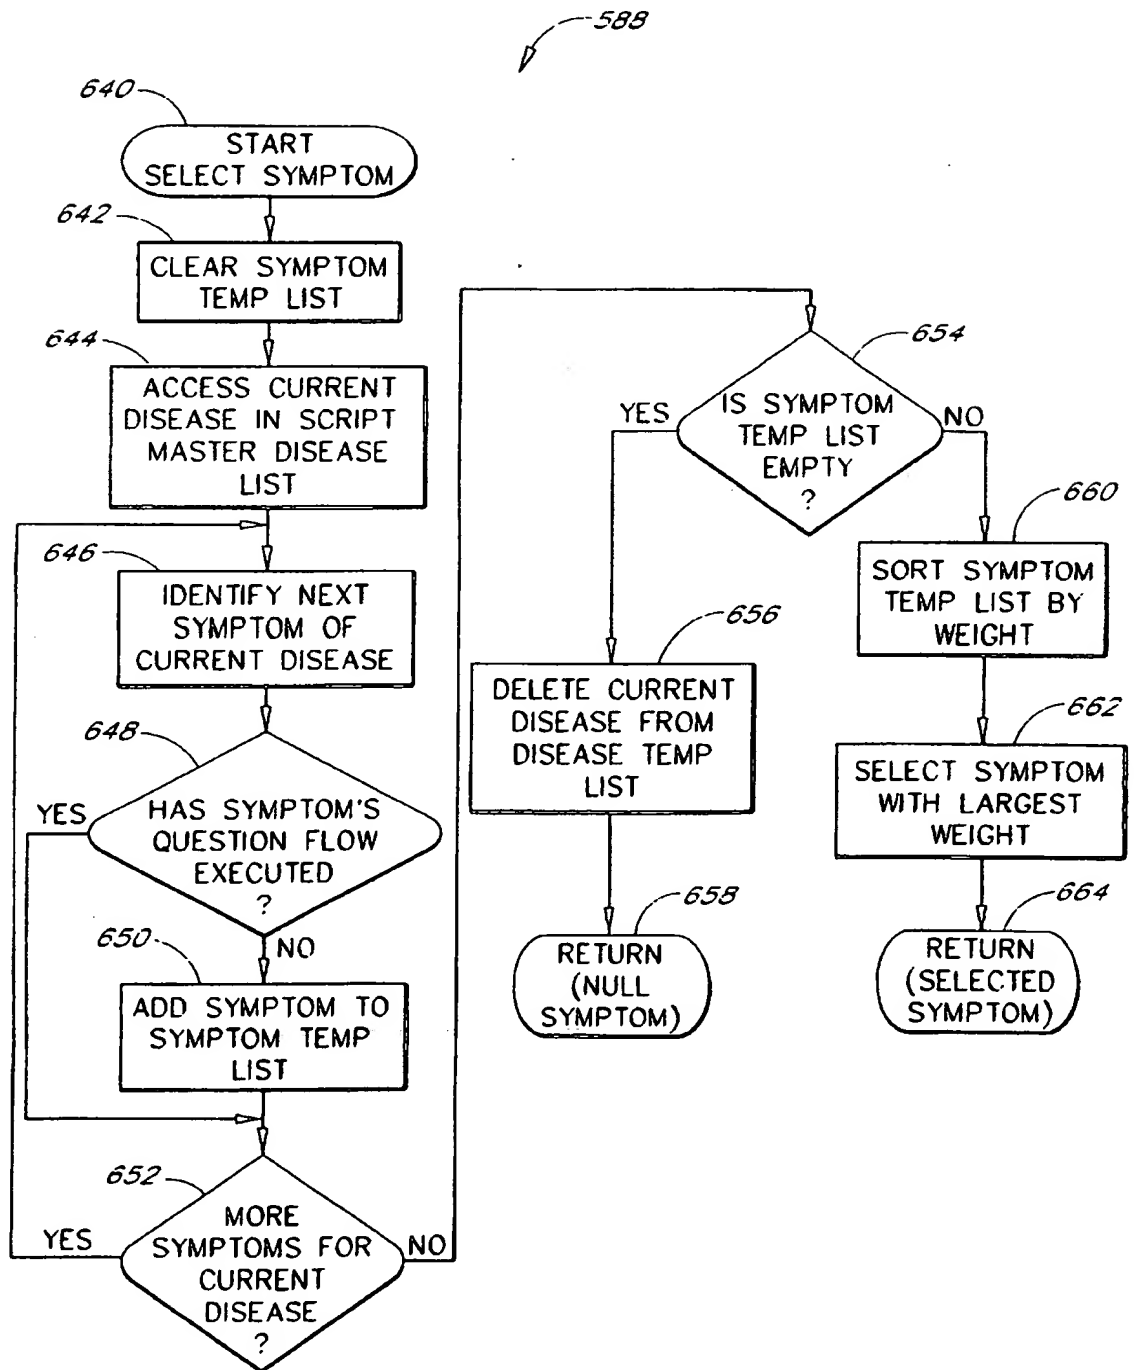 588
640
START
SELECT SYMPTOM
642
CLEAR SYMPTOM
TEMP LIST
644
ACCESS CURRENT
DISEASE IN SCRIPT
MASTER DISEASE
LIST
646
IDENTIFY NEXT
SYMPTOM OF
CURRENT DISEASE
648
YES
HAS SYMPTOM'S
QUESTION FLOW
EXECUTED
?
NO
650
ADD SYMPTOM TO
SYMPTOM TEMP
LIST
652
YES
MORE
SYMPTOMS FOR
CURRENT
DISEASE
?
NO
654
YES
IS SYMPTOM
TEMP LIST
EMPTY
?
NO
656
DELETE CURRENT
DISEASE FROM
DISEASE TEMP
LIST
658
RETURN
(NULL
SYMPTOM)
660
SORT SYMPTOM
TEMP LIST BY
WEIGHT
662
SELECT SYMPTOM
WITH LARGEST
WEIGHT
664
RETURN
(SELECTED
SYMPTOM)